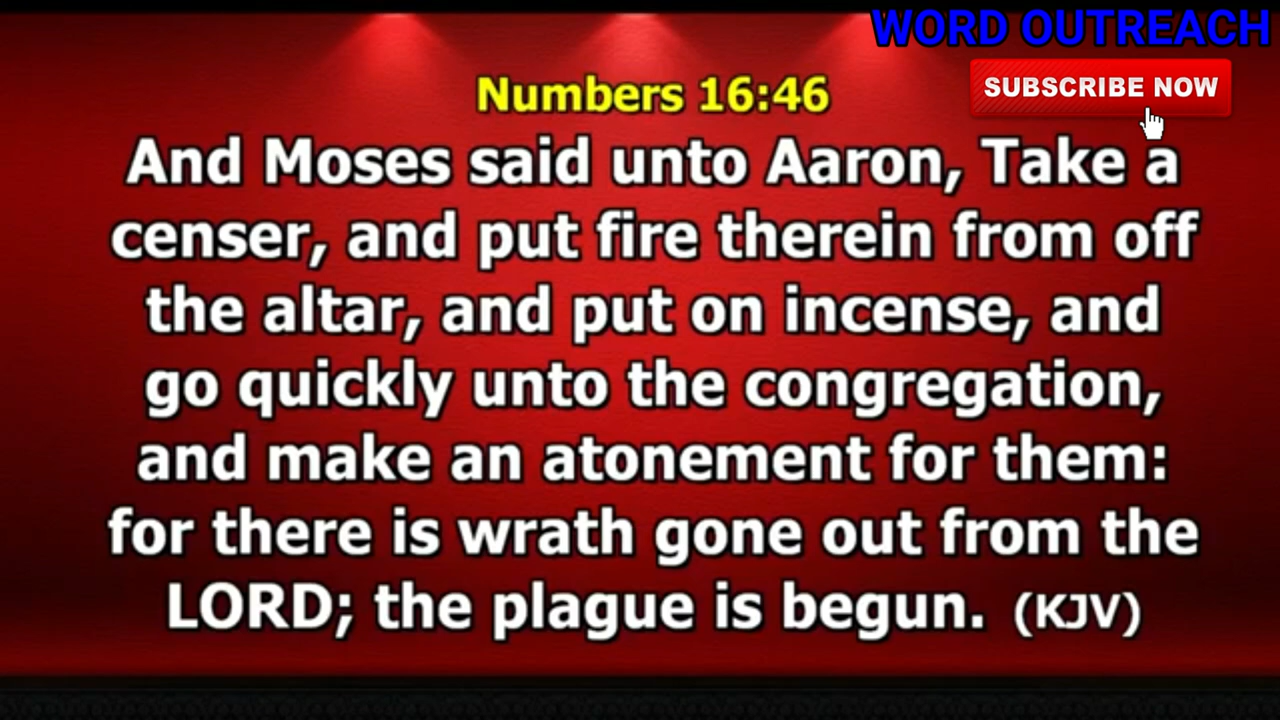 WORD OUTREACH
SUBSCRIBE NOW
Numbers 16:46
And Moses said unto Aaron, Take a
censer, and put fire therein from off
the altar, and put on incense, and
go quickly unto the congregation,
and make an atonement for them:
for there is wrath gone out from the
LORD; the plague is begun. (KJV)